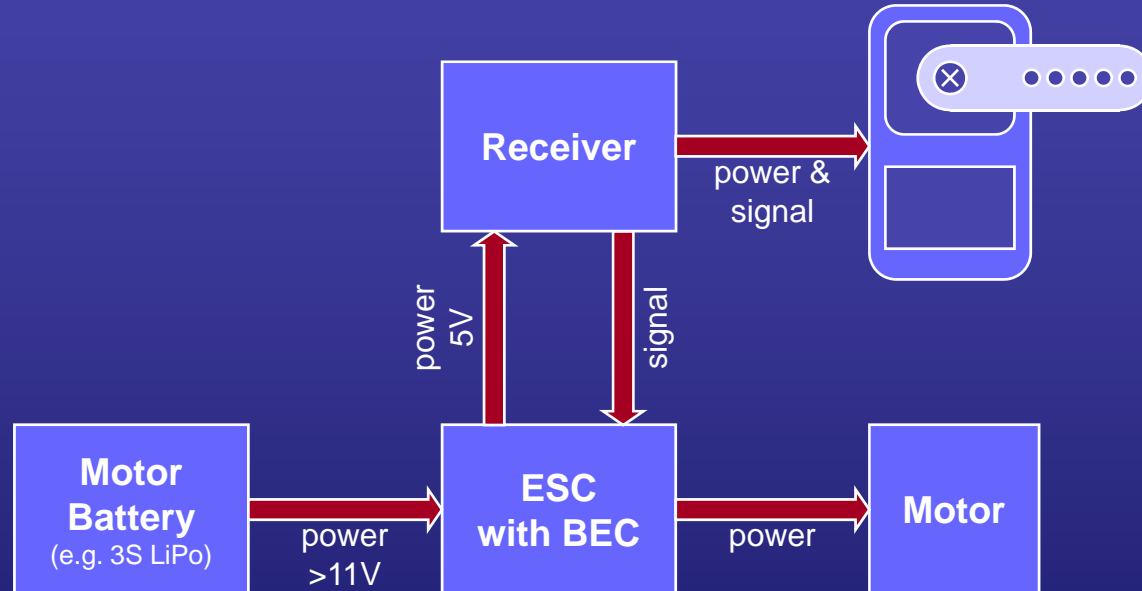 Receiver
power &
signal
power
5V
signal
Motor
Battery
(e.g. 3S LiPo)
power
>11V
ESC
with BEC
power
Motor